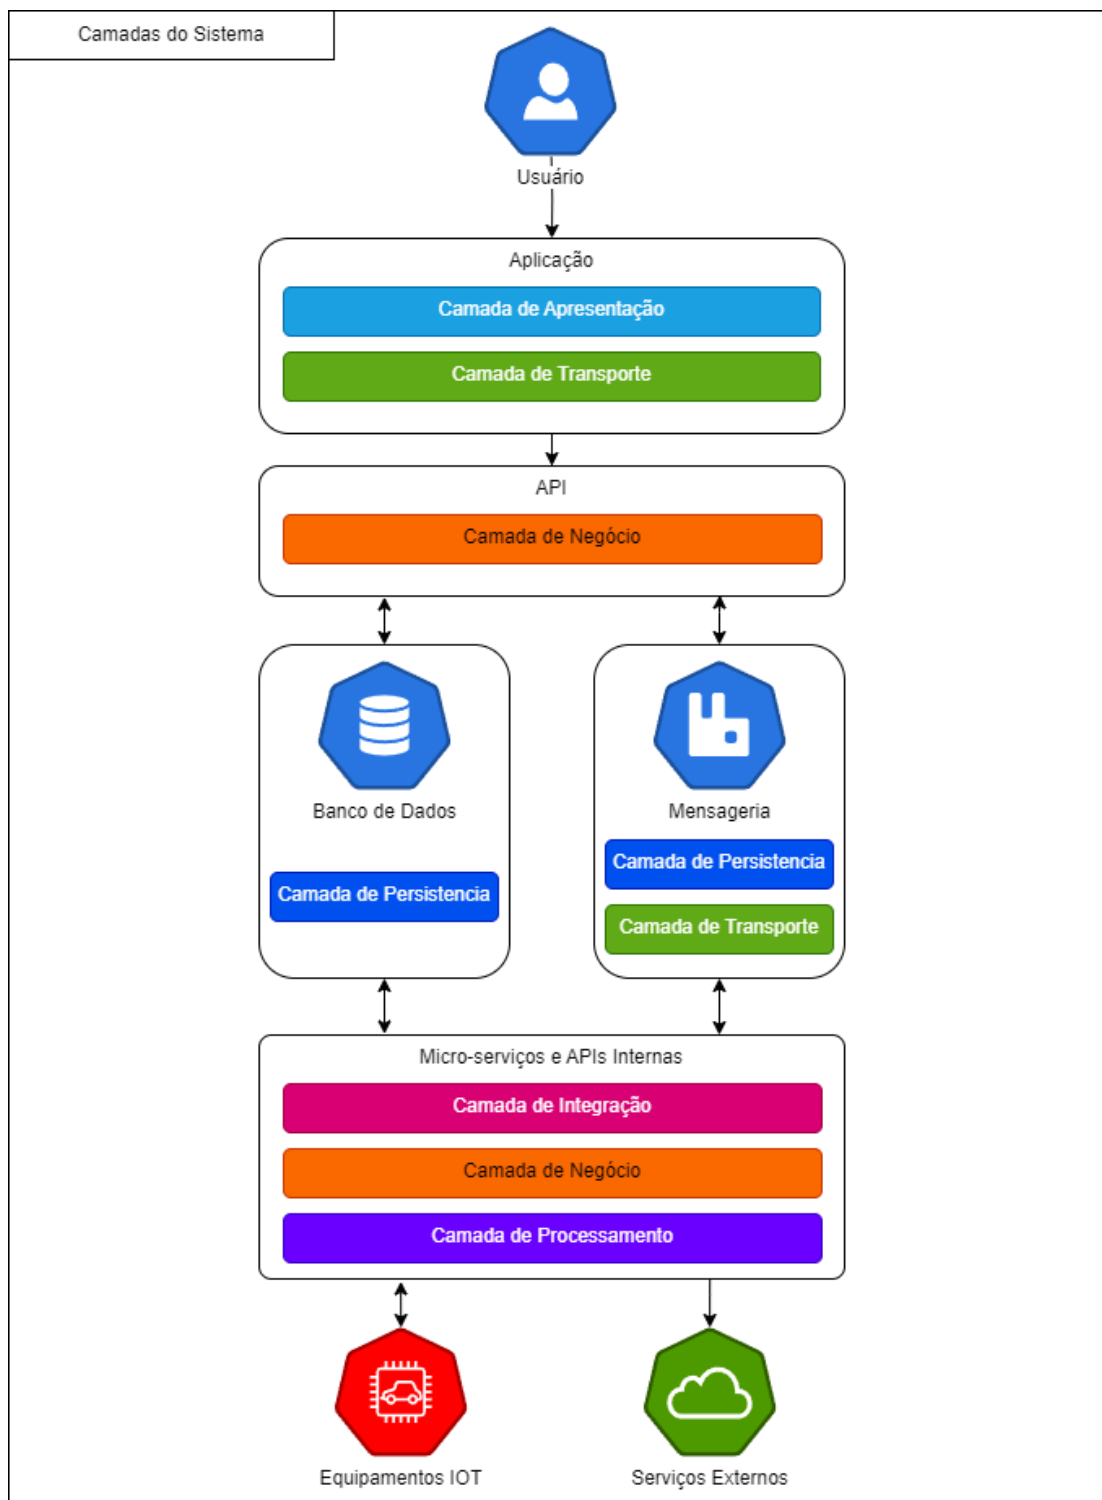 Camadas do Sistema
Usuário
Aplicação
Camada de Apresentação
Camada de Transporte
API
Camada de Negócio
Banco de Dados
Camada de Persistencia
Mensageria
Camada de Persistencia
Camada de Transporte
Micro-serviços e APIs Internas
Camada de Integração
Camada de Negócio
Camada de Processamento
Equipamentos IOT
Serviços Externos